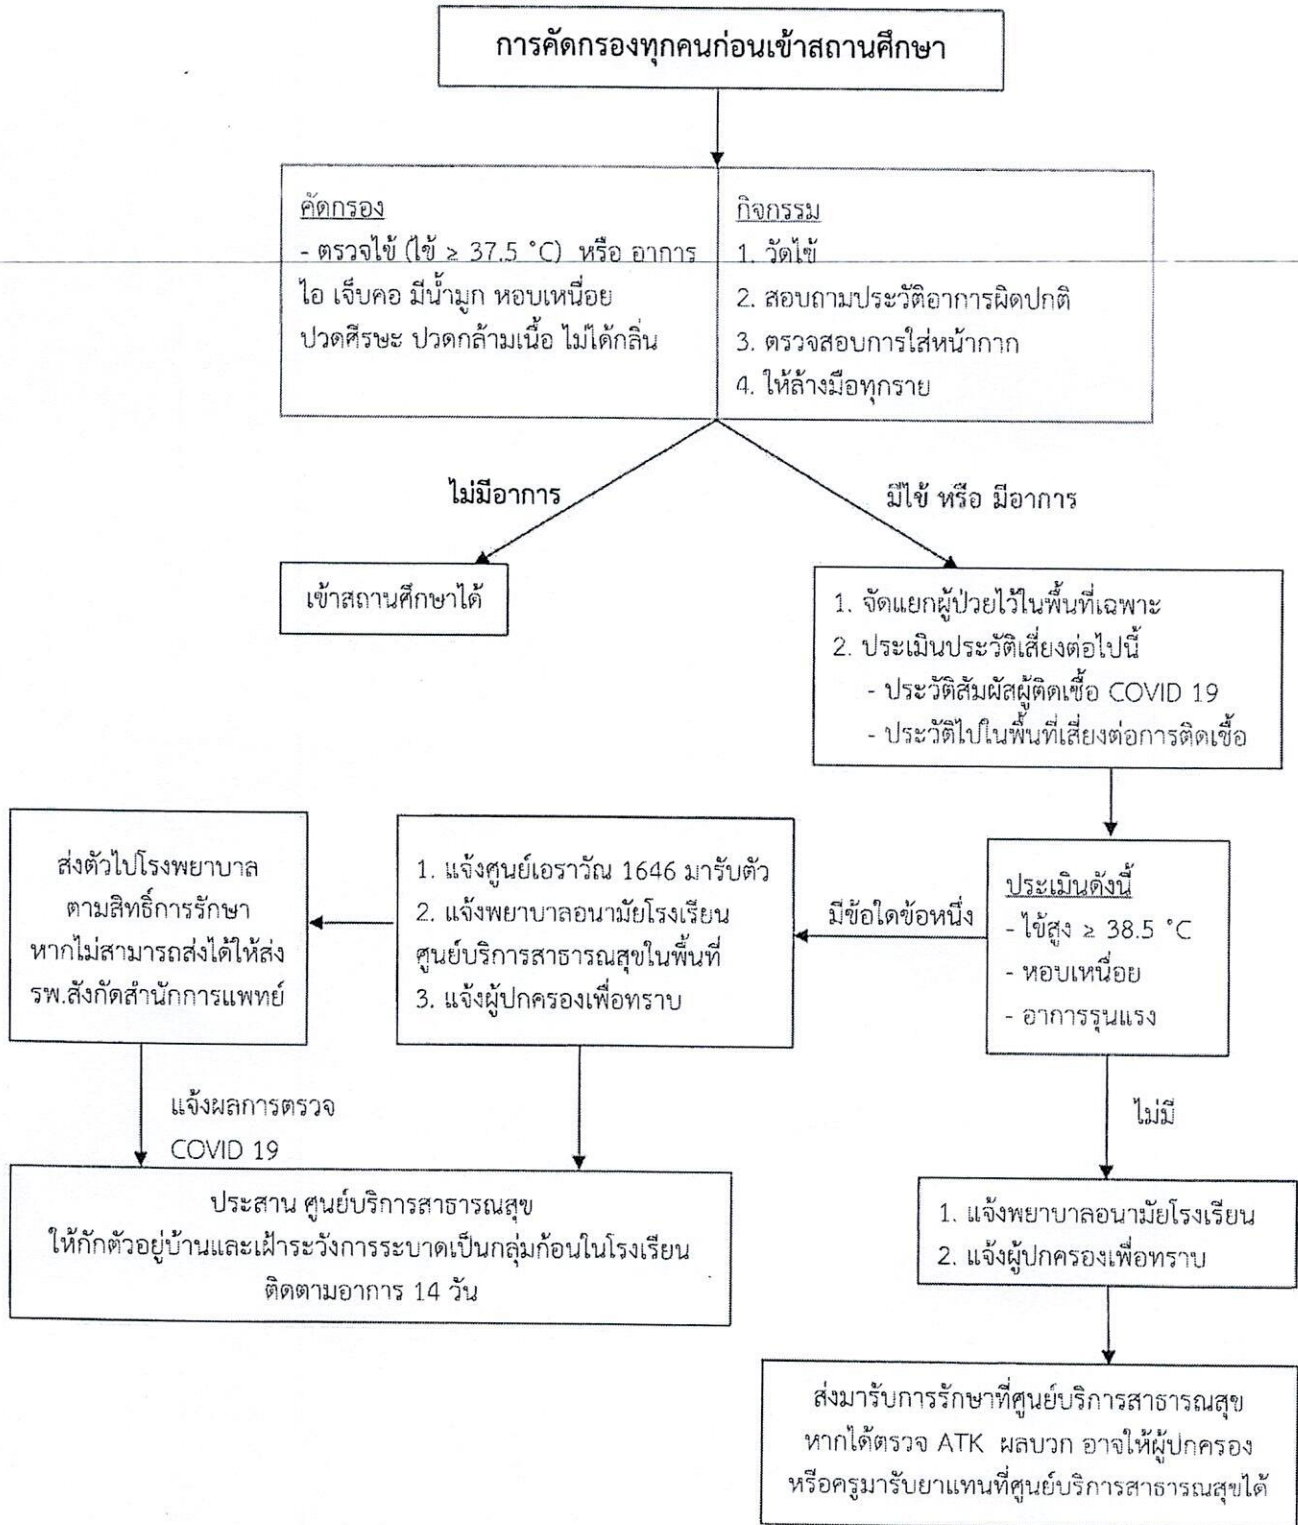 การคัดกรองทุกคนก่อนเข้าสถานศึกษา
คัดกรอง
- ตรวจไข้ (ไข้ ≥ 37.5 °C) หรือ อาการ
ไอ เจ็บคอ มีน้ำมูก หอบเหนื่อย
ปวดศีรษะ ปวดกล้ามเนื้อ ไม่ได้กลิ่น
กิจกรรม
1. วัดไข้
2. สอบถามประวัติอาการผิดปกติ
3. ตรวจสอบการใส่หน้ากาก
4. ให้ล้างมือทุกราย
ไม่มีอาการ
มีไข้ หรือ มีอาการ
เข้าสถานศึกษาได้
1. จัดแยกผู้ป่วยไว้ในพื้นที่เฉพาะ
2. ประเมินประวัติเสี่ยงต่อไปนี้
- ประวัติสัมผัสผู้ติดเชื้อ COVID 19
- ประวัติไปในพื้นที่เสี่ยงต่อการติดเชื้อ
ส่งตัวไปโรงพยาบาล
ตามสิทธิ์การรักษา
หากไม่สามารถส่งได้ให้ส่ง
รพ.สังกัดสำนักการแพทย์
1. แจ้งศูนย์เอราวัณ 1646 มารับตัว
2. แจ้งพยาบาลอนามัยโรงเรียน
ศูนย์บริการสาธารณสุขในพื้นที่
3. แจ้งผู้ปกครองเพื่อทราบ
มีข้อใดข้อหนึ่ง
ประเมินดังนี้
- ไข้สูง ≥ 38.5 °C
- หอบเหนื่อย
- อาการรุนแรง
แจ้งผลการตรวจ
COVID 19
ไม่มี
ประสาน ศูนย์บริการสาธารณสุข
ให้กักตัวอยู่บ้านและเฝ้าระวังการระบาดเป็นกลุ่มก้อนในโรงเรียน
ติดตามอาการ 14 วัน
1. แจ้งพยาบาลอนามัยโรงเรียน
2. แจ้งผู้ปกครองเพื่อทราบ
ส่งมารับการรักษาที่ศูนย์บริการสาธารณสุข
หากได้ตรวจ ATK ผลบวก อาจให้ผู้ปกครอง
หรือครูมารับยาแทนที่ศูนย์บริการสาธารณสุขได้